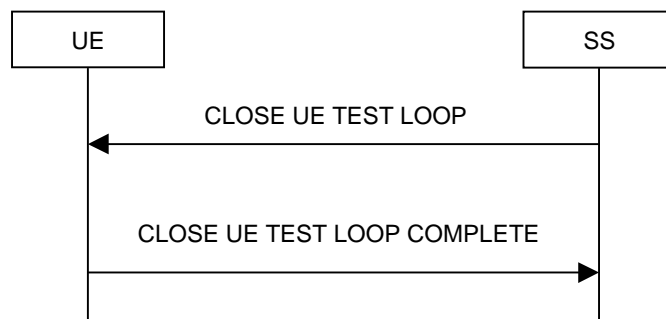 UE
SS
CLOSE UE TEST LOOP
CLOSE UE TEST LOOP COMPLETE